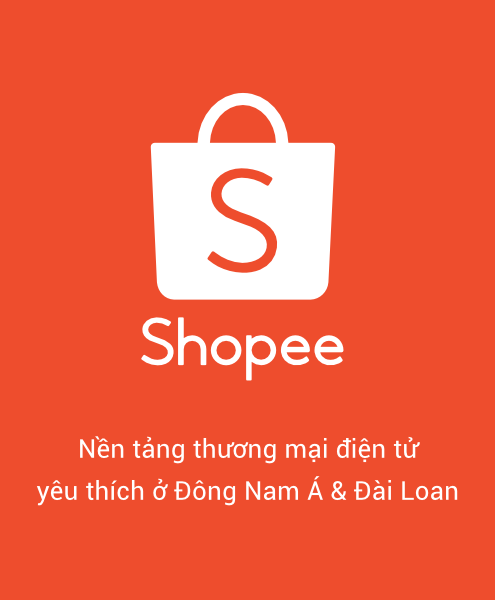 S
Shopee
Nền tảng thương mại điện tử
yêu thích ở Đông Nam Á & Đài Loan